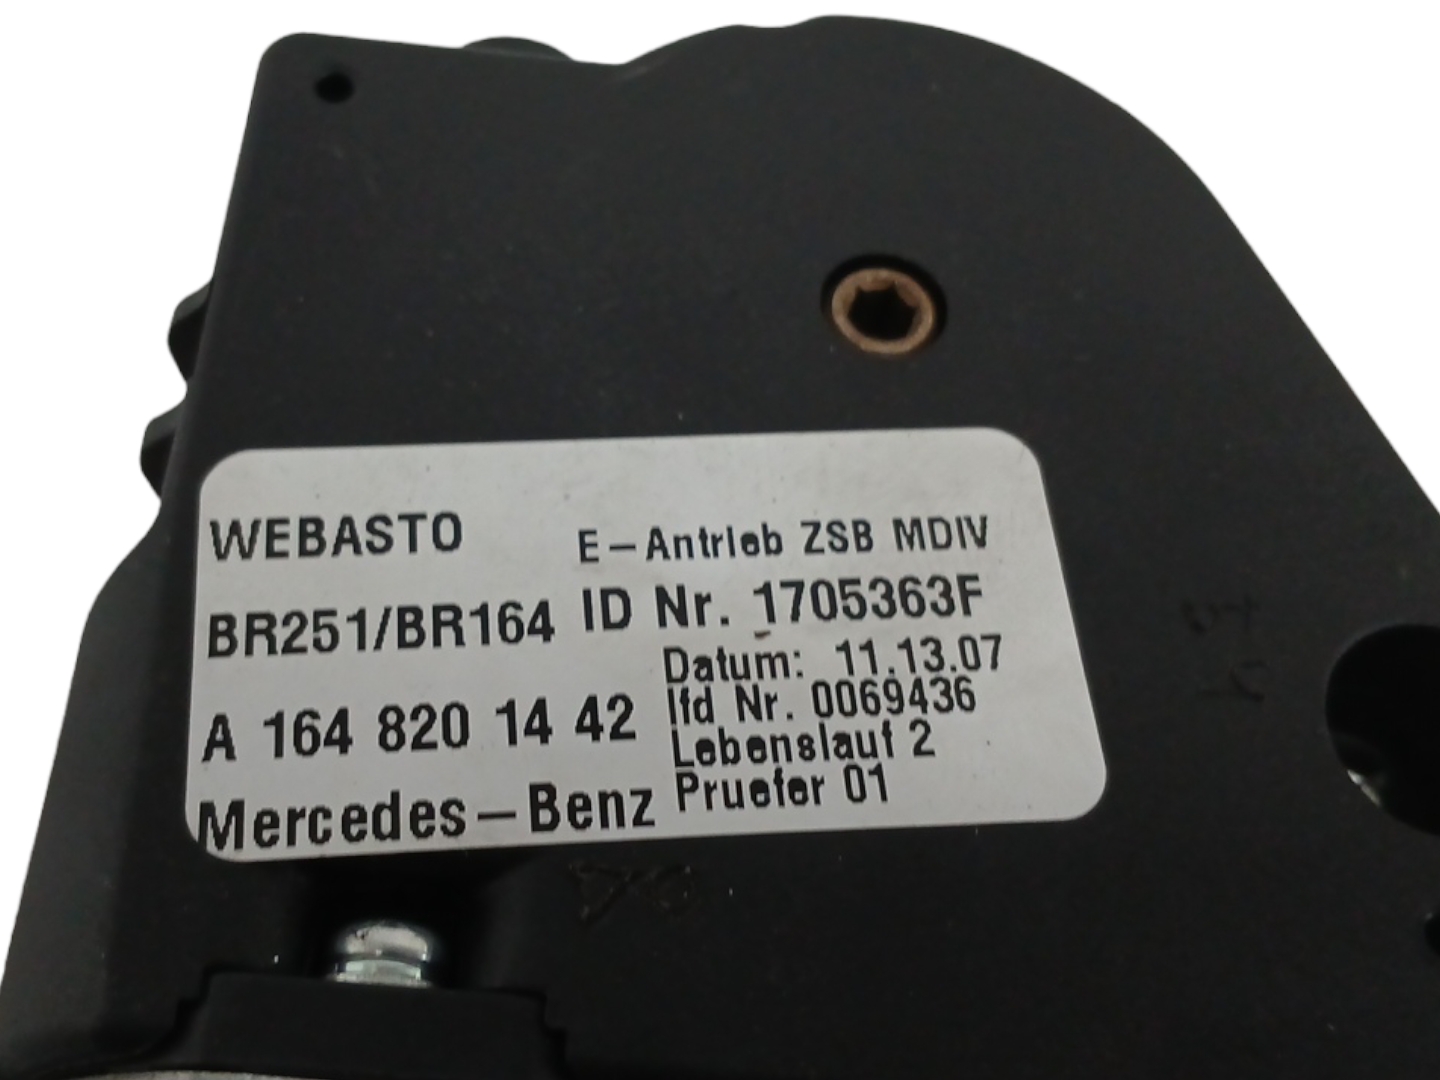 WEBASTO
E-Antrieb ZSB MDIV
BR251/BR164
ID Nr. 1705363F
Datum: 11.13.07
A 164 820 14 42
lfd Nr. 0069436
Lebenslauf 2
Mercedes-Benz
Pruefer 01